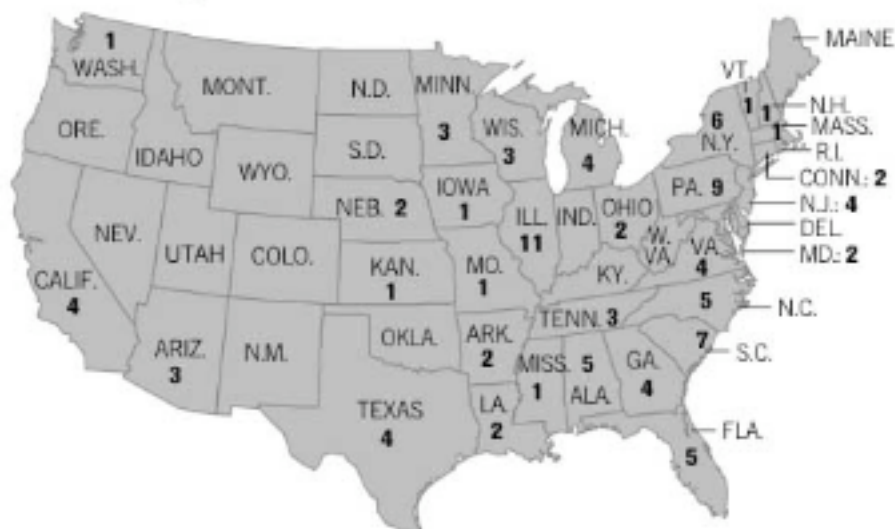 1
WASH.
ORE.
IDAHO
MONT.
WYO.
NEV.
UTAH
COLO.
CALIF.
4
ARIZ.
3
N.M.
N.D.
S.D.
NEB. 2
KAN.
1
OKLA.
TEXAS
4
MINN.
3
IOWA
1
MO.
1
ARK.
2
LA.
2
WIS.
3
ILL.
11
MICH.
4
IND.
OHIO
2
KY.
TENN. 3
MISS.
1
5
ALA.
GA.
4
FLA.
5
7
S.C.
5
N.C.
W.
VA.
VA.
4
PA. 9
6
N.Y.
VT.
1
1
N.H.
1
MASS.
MAINE
R.I.
CONN.: 2
N.J.: 4
DEL.
MD.: 2